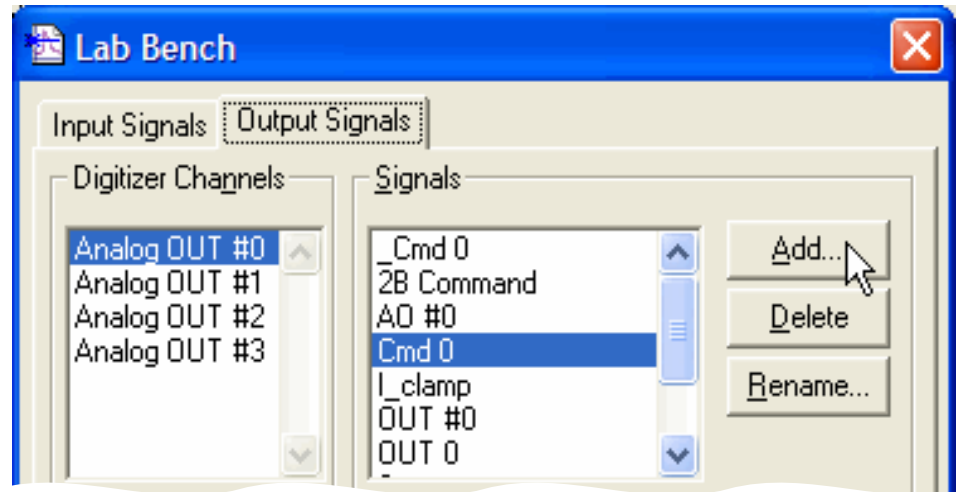 Lab Bench
Input Signals
Output Signals
Digitizer Channels
Analog OUT #0
Analog OUT #1
Analog OUT #2
Analog OUT #3
Signals
_Cmd 0
2B Command
AO #0
Cmd 0
I_clamp
OUT #0
OUT 0
Add...
Delete
Rename...